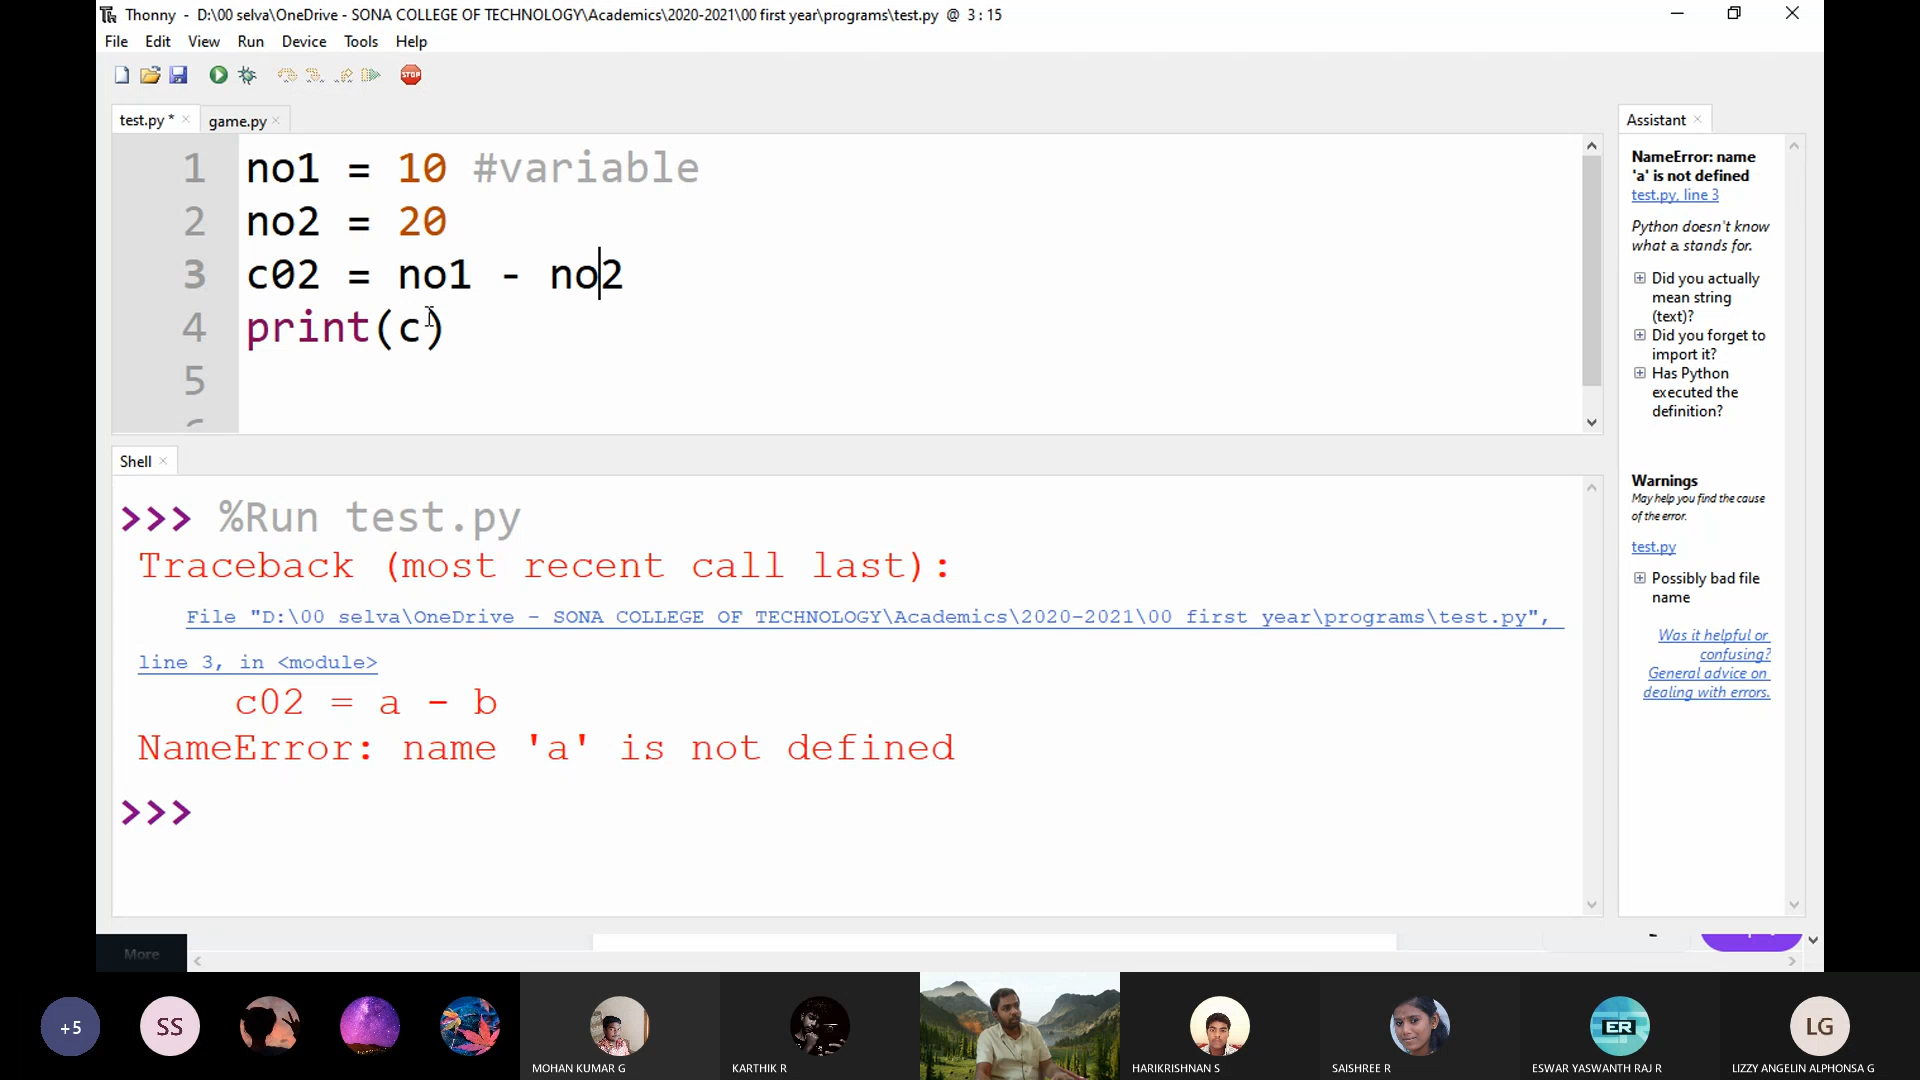 Thonny - D:\00 selva\OneDrive - SONA COLLEGE OF TECHNOLOGY\Academics\2020-2021\00 first year\programs\test.py @ 3 : 15
File Edit View Run Device Tools Help
STOP
test.py * × game.py ×
1 no1 = 10 #variable
2 no2 = 20
3 c02 = no1 - no2
4 print(c)
5
Shell ×
>>> %Run test.py
Traceback (most recent call last):
File "D:\00 selva\OneDrive - SONA COLLEGE OF TECHNOLOGY\Academics\2020-2021\00 first year\programs\test.py",
line 3, in <module>
c02 = a - b
NameError: name 'a' is not defined
>>>
Assistant ×
NameError: name
'a' is not defined
test.py, line 3
Python doesn't know
what a stands for.
Did you actually
mean string
(text)?
Did you forget to
import it?
Has Python
executed the
definition?
Warnings
May help you find the cause
of the error.
test.py
Possibly bad file
name
Was it helpful or
confusing?
General advice on
dealing with errors.
More
+5
SS
MOHAN KUMAR G
KARTHIK R
HARIKRISHNAN S
SAISHREE R
ER
ESWAR YASWANTH RAJ R
LG
LIZZY ANGELIN ALPHONSA G